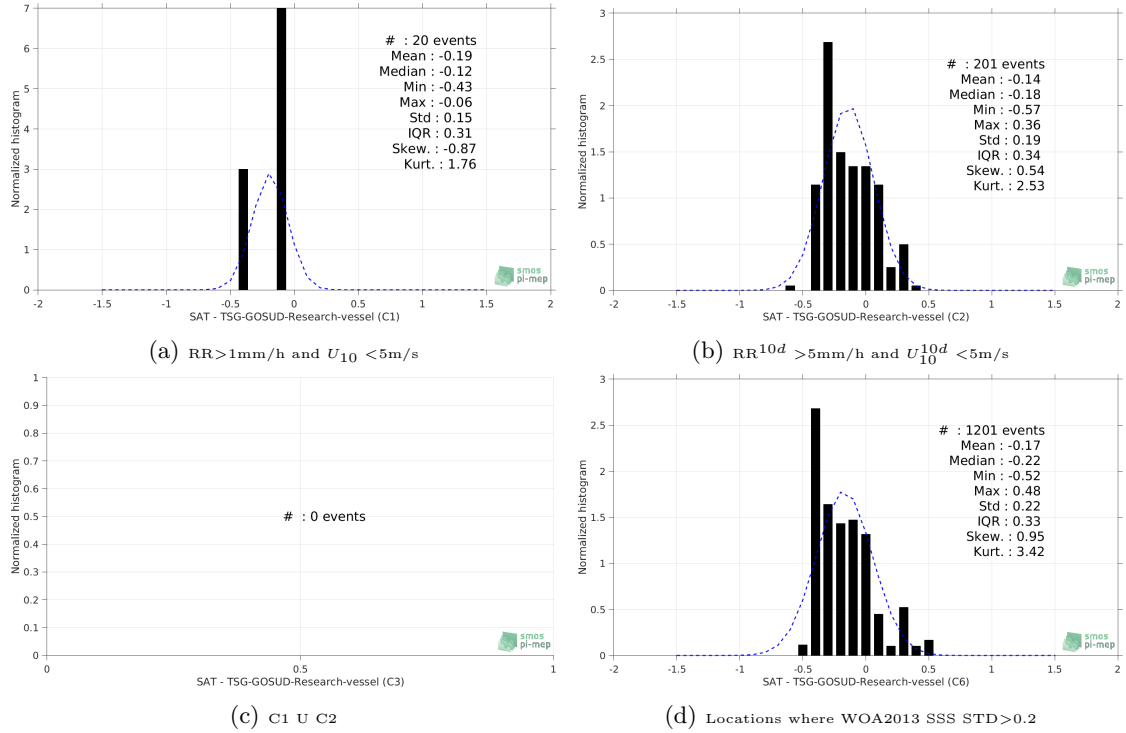 7
6
5
4
3
2
1
0
Normalized histogram
# : 20 events
Mean : -0.19
Median : -0.12
Min : -0.43
Max : -0.06
Std : 0.15
IQR : 0.31
Skew. : -0.87
Kurt. : 1.76
smos
pi-mep
-2 -1 -0.5 0 0.5 1 1.5 2
SAT - TSG-GOSUD-Research-vessel (C1)
(a) RR>1mm/h and U10 <5m/s
3
2.5
2
1.5
1
0.5
0
Normalized histogram
# : 201 events
Mean : -0.14
Median : -0.18
Min : -0.57
Max : 0.36
Std : 0.19
IQR : 0.34
Skew. : 0.54
Kurt. : 2.53
smos
pi-mep
-2 -1.5 -1 -0.5 0 0.5 1 1.5 2
SAT - TSG-GOSUD-Research-vessel (C2)
(b) RR10d >5mm/h and U10d10 <5m/s
1
0.9
0.8
0.7
0.6
0.5
0.4
0.3
0.2
0.1
0
Normalized histogram
# : 0 events
smos
pi-mep
0 0.5 1
SAT - TSG-GOSUD-Research-vessel (C3)
(c) C1 U C2
3
2.5
2
1.5
1
0.5
0
Normalized histogram
# : 1201 events
Mean : -0.17
Median : -0.22
Min : -0.52
Max : 0.48
Std : 0.22
IQR : 0.33
Skew. : 0.95
Kurt. : 3.42
smos
pi-mep
-2 -1.5 -1 -0.5 0 0.5 1 1.5 2
SAT - TSG-GOSUD-Research-vessel (C6)
(d) Locations where WOA2013 SSS STD>0.2